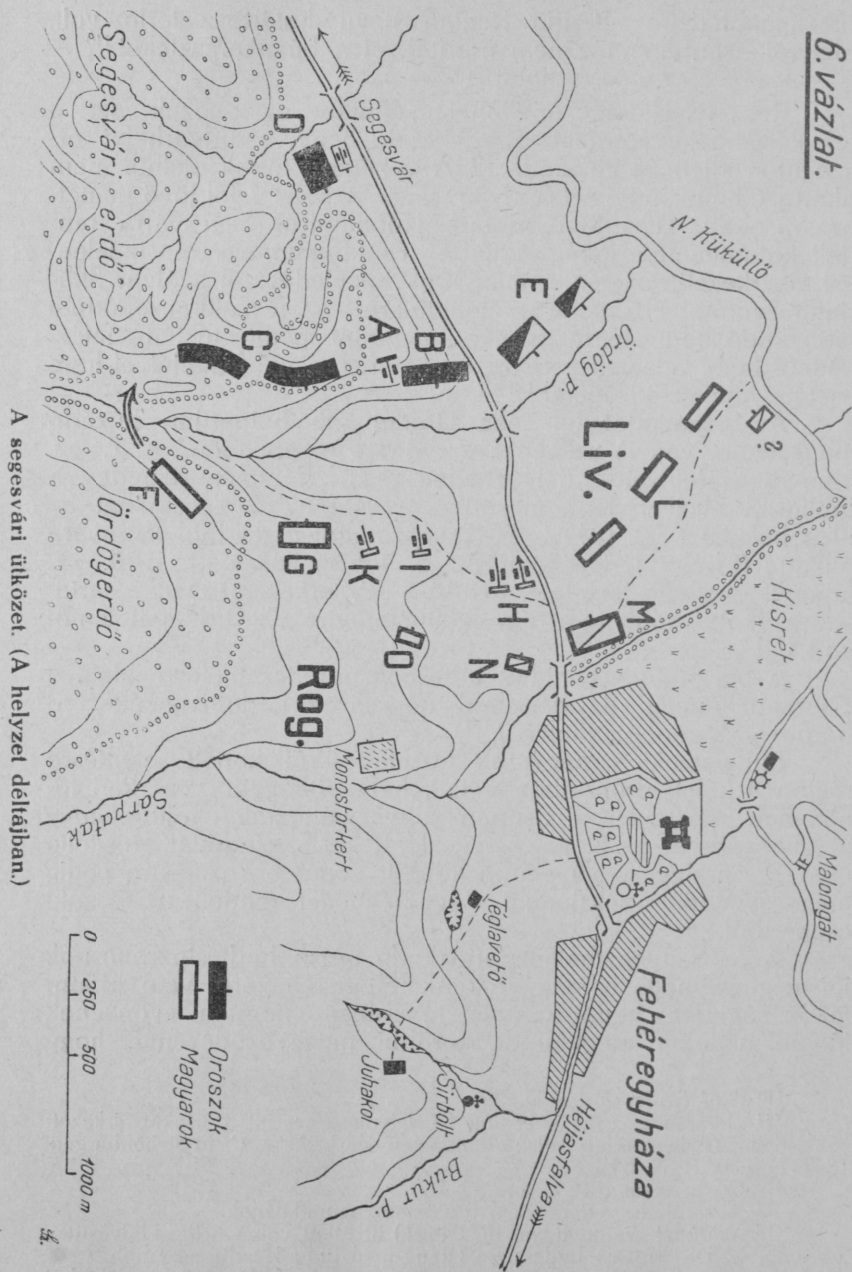 6. vázlat.
N. Küküllő
Segesvár
D
Segesvári erdő
E
Ördög p.
A
B
C
?
L
Liv.
M
Kisrét
Malomgát
F
Ördögerdő
G
K
I
H
O
N
Rog.
Monostorkert
Sárpatak
Téglavető
Fehéregyháza
Héjjasfalva
Juhakol
Sírbolt
Bukur p.
Oroszok
Magyarok
0 250 500 1000 m
A segesvári ütközet. (A helyzet déltájban.)